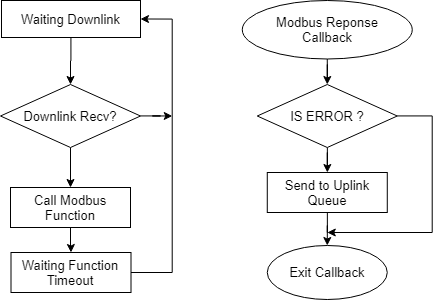 Waiting Downlink
Downlink Recv?
Call Modbus
Function
Waiting Function
Timeout
Modbus Reponse
Callback
IS ERROR ?
Send to Uplink
Queue
Exit Callback